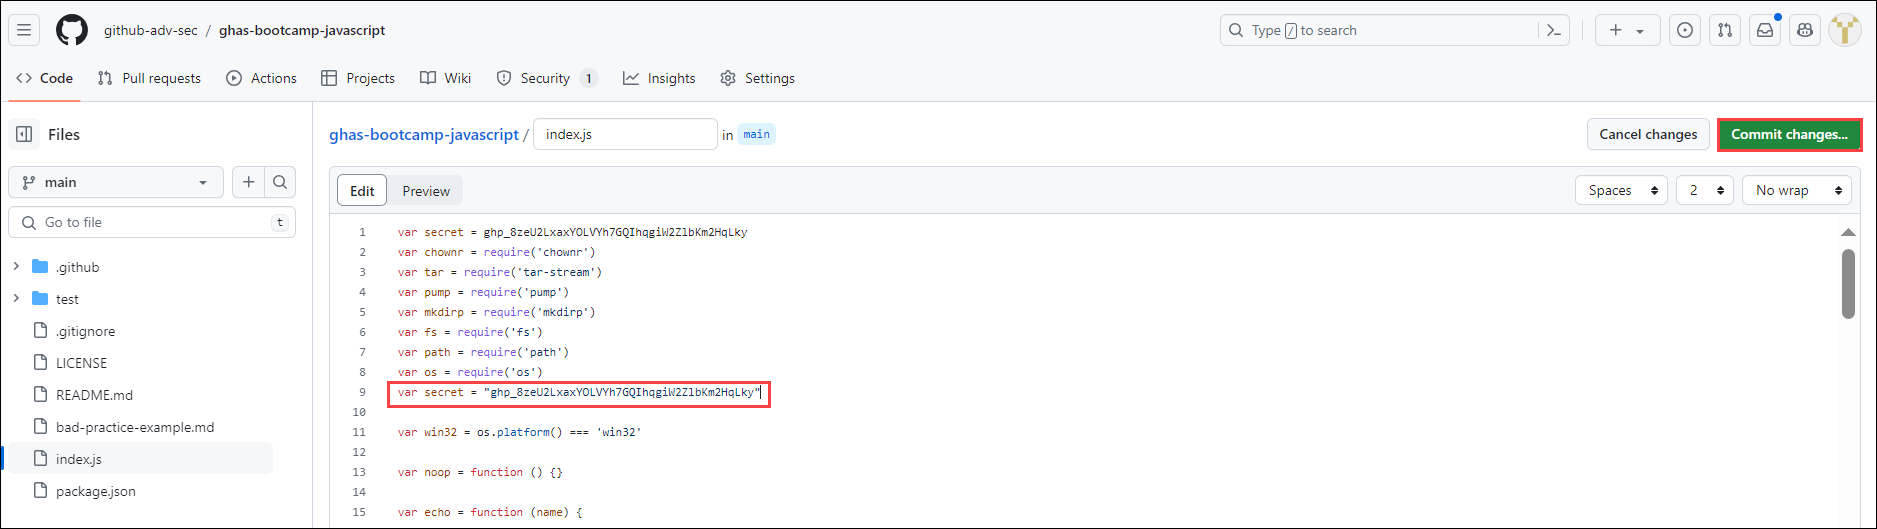 github-adv-sec / ghas-bootcamp-javascript
Type / to search
Code Pull requests Actions Projects Wiki Security 1 Insights Settings
Files
ghas-bootcamp-javascript / index.js in main
Cancel changes Commit changes...
main
Go to file t
.github
test
.gitignore
LICENSE
README.md
bad-practice-example.md
index.js
package.json
Edit Preview
Spaces 2 No wrap
1 var secret = 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
2 var chownr = require('chownr')
3 var tar = require('tar-stream')
4 var pump = require('pump')
5 var mkdirp = require('mkdirp')
6 var fs = require('fs')
7 var path = require('path')
8 var os = require('os')
9 var secret = "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"
10
11 var win32 = os.platform() === 'win32'
12
13 var noop = function () {}
14
15 var echo = function (name) {